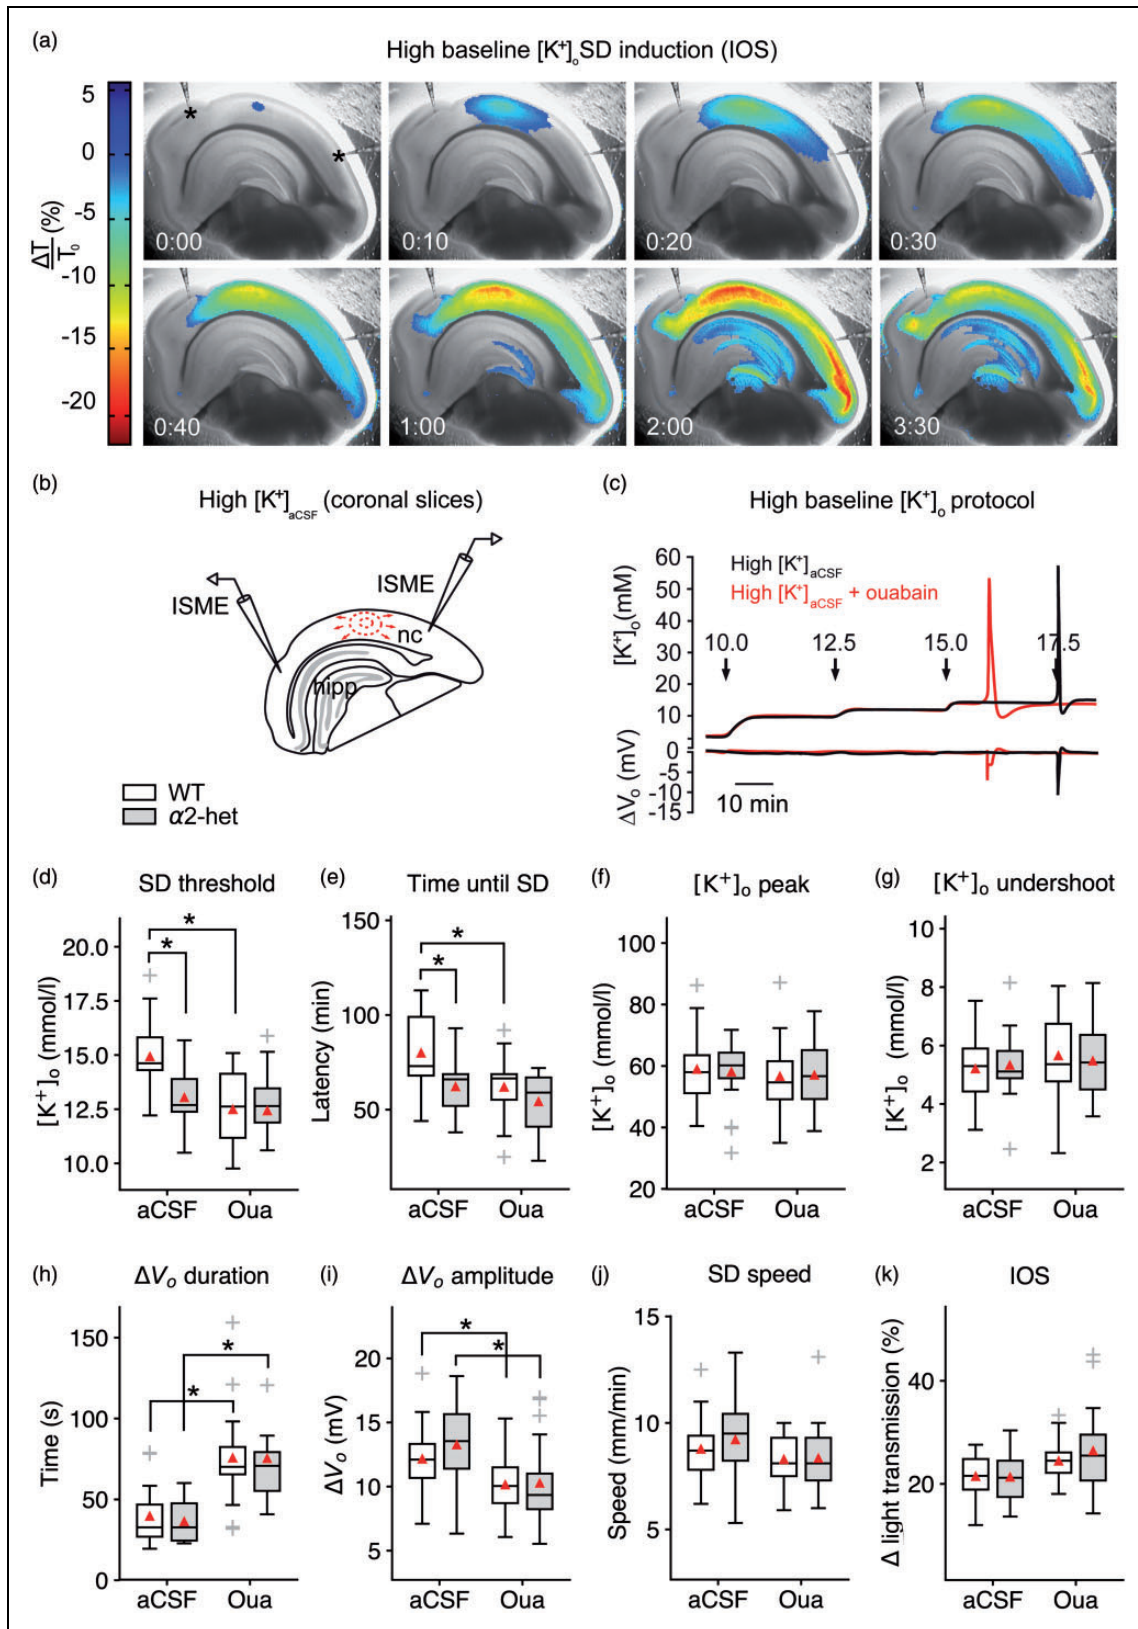 (a)
High baseline [K⁺]ₒSD induction (IOS)
5
0
-5
-10
-15
-20
ΔT/T₀ (%)
*
*
0:00
0:10
0:20
0:30
0:40
1:00
2:00
3:30
(b)
High [K⁺]aCSF (coronal slices)
ISME
ISME
nc
hipp
WT
α2-het
(c)
High baseline [K⁺]ₒ protocol
High [K⁺]aCSF
High [K⁺]aCSF + ouabain
[K⁺]ₒ(mM)
60
50
40
30
20
10
0
10.0
12.5
15.0
17.5
ΔVₒ (mV)
0
-5
-10
-15
10 min
(d)
SD threshold
[K⁺]ₒ (mmol/l)
20.0
17.5
15.0
12.5
10.0
*
*
aCSF
Oua
(e)
Time until SD
Latency (min)
150
100
50
*
*
aCSF
Oua
(f)
[K⁺]ₒ peak
[K⁺]ₒ (mmol/l)
100
80
60
40
20
aCSF
Oua
(g)
[K⁺]ₒ undershoot
[K⁺]ₒ (mmol/l)
10
8
6
4
2
aCSF
Oua
(h)
ΔVₒ duration
Time (s)
150
100
50
0
*
*
aCSF
Oua
(i)
ΔVₒ amplitude
ΔVₒ (mV)
20
15
10
5
*
*
aCSF
Oua
(j)
SD speed
Speed (mm/min)
15
10
5
aCSF
Oua
(k)
IOS
Δ light transmission (%)
40
20
aCSF
Oua